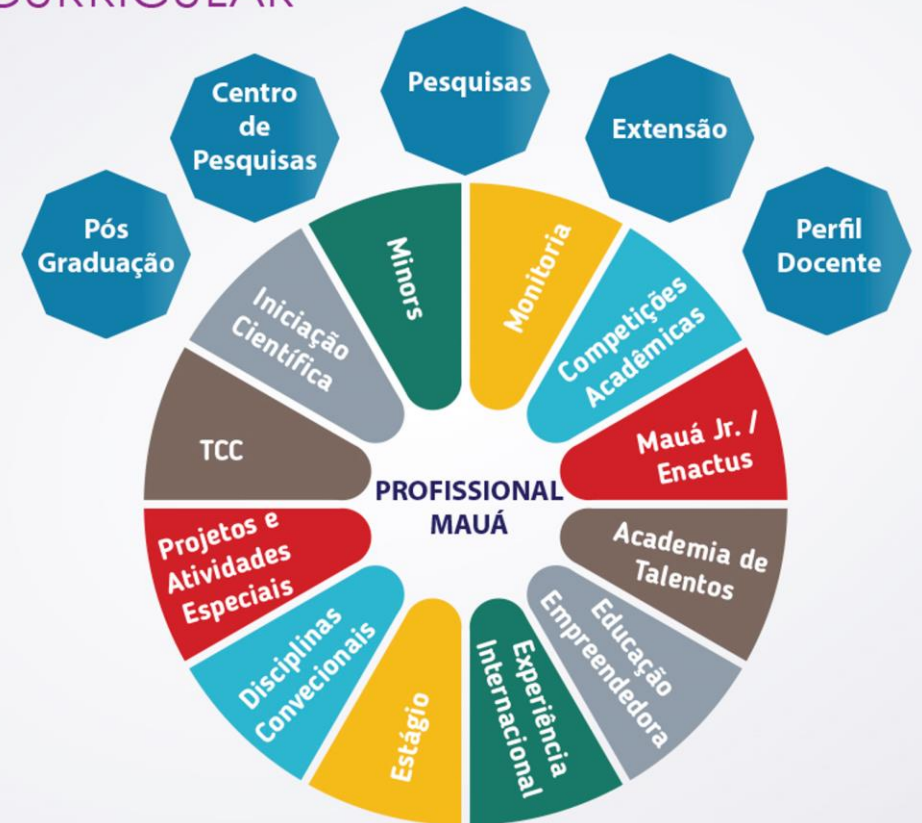 CURRICULAR
Pesquisas
Centro
de
Pesquisas
Extensão
Pós
Graduação
Perfil
Docente
Minors
Monitoria
Iniciação
Científica
Competições
Acadêmicas
TCC
Mauá Jr. /
Enactus
PROFISSIONAL
MAUÁ
Projetos e
Atividades
Especiais
Academia de
Talentos
Disciplinas
Convecionais
Educação
Empreendedora
Estágio
Experiência
Internacional